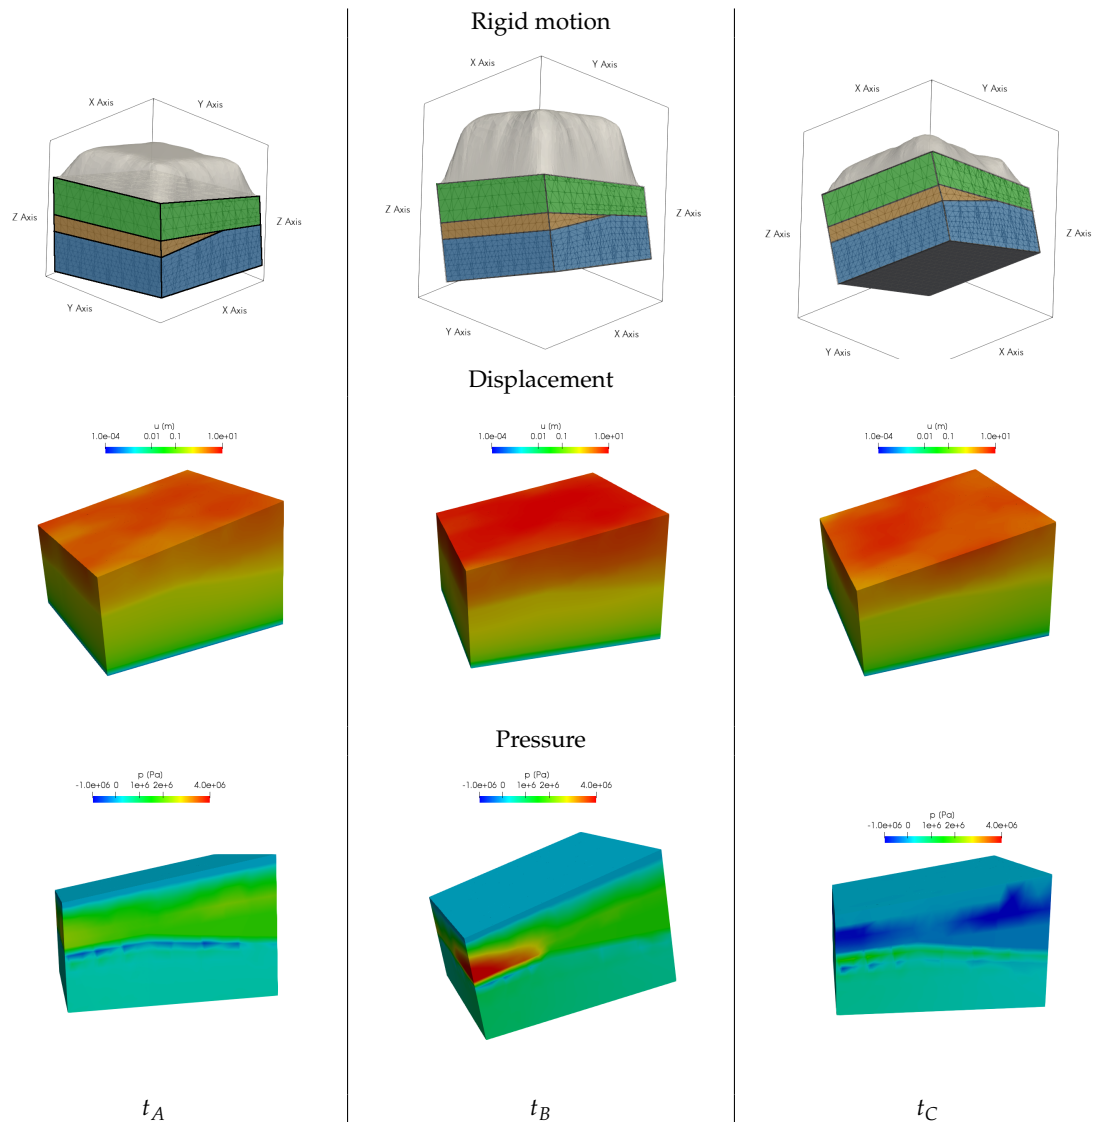 Rigid motion
X Axis Y Axis
Z Axis Z Axis
Y Axis X Axis
X Axis Y Axis
Z Axis Z Axis
Y Axis X Axis
X Axis Y Axis
Z Axis Z Axis
Y Axis X Axis
Displacement
u (m)
1.0e-04 0.01 0.1 1.0e+01
u (m)
1.0e-04 0.01 0.1 1.0e+01
u (m)
1.0e-04 0.01 0.1 1.0e+01
Pressure
p (Pa)
-1.0e+06 0 1e+6 2e+6 4.0e+06
p (Pa)
-1.0e+06 0 1e+6 2e+6 4.0e+06
p (Pa)
-1.0e+06 0 1e+6 2e+6 4.0e+06
t_A t_B t_C